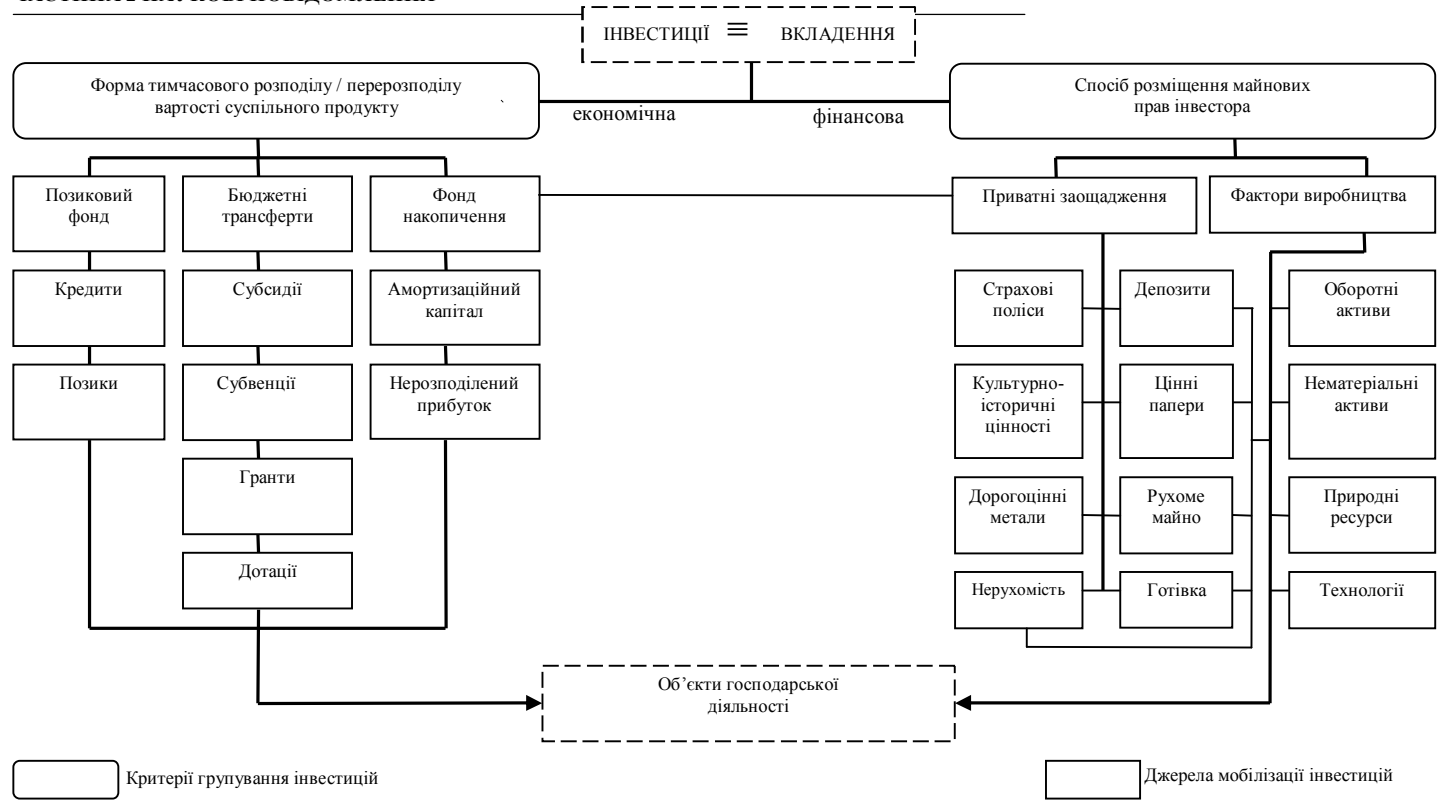 ІНВЕСТИЦІЇ ≡ ВКЛАДЕННЯ
Форма тимчасового розподілу / перерозподілу
вартості суспільного продукту
економічна
фінансова
Спосіб розміщення майнових
прав інвестора
Позиковий
фонд
Бюджетні
трансферти
Фонд
накопичення
Приватні заощадження
Фактори виробництва
Кредити
Субсидії
Амортизаційний
капітал
Страхові
поліси
Депозити
Оборотні
активи
Позики
Субвенції
Нерозподілений
прибуток
Культурно-
історичні
цінності
Цінні
папери
Нематеріальні
активи
Гранти
Дорогоцінні
метали
Рухоме
майно
Природні
ресурси
Дотації
Нерухомість
Готівка
Технології
Об’єкти господарської
діяльності
Критерії групування інвестицій
Джерела мобілізації інвестицій